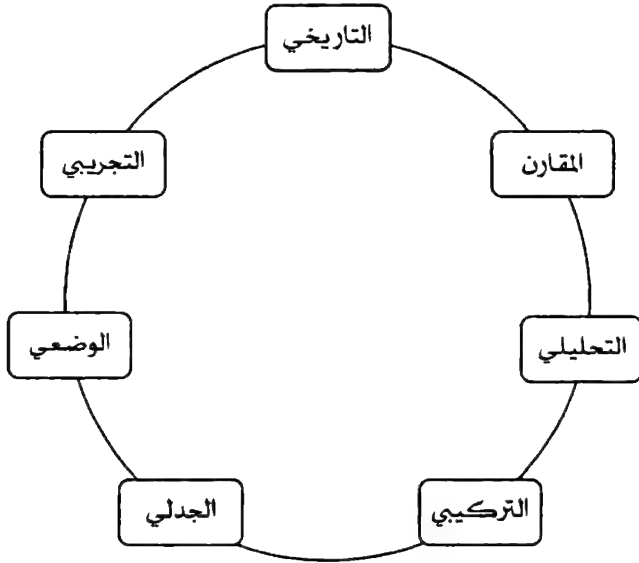 التاريخي
المقارن
التحليلي
التركيبي
الجدلي
الوضعي
التجريبي